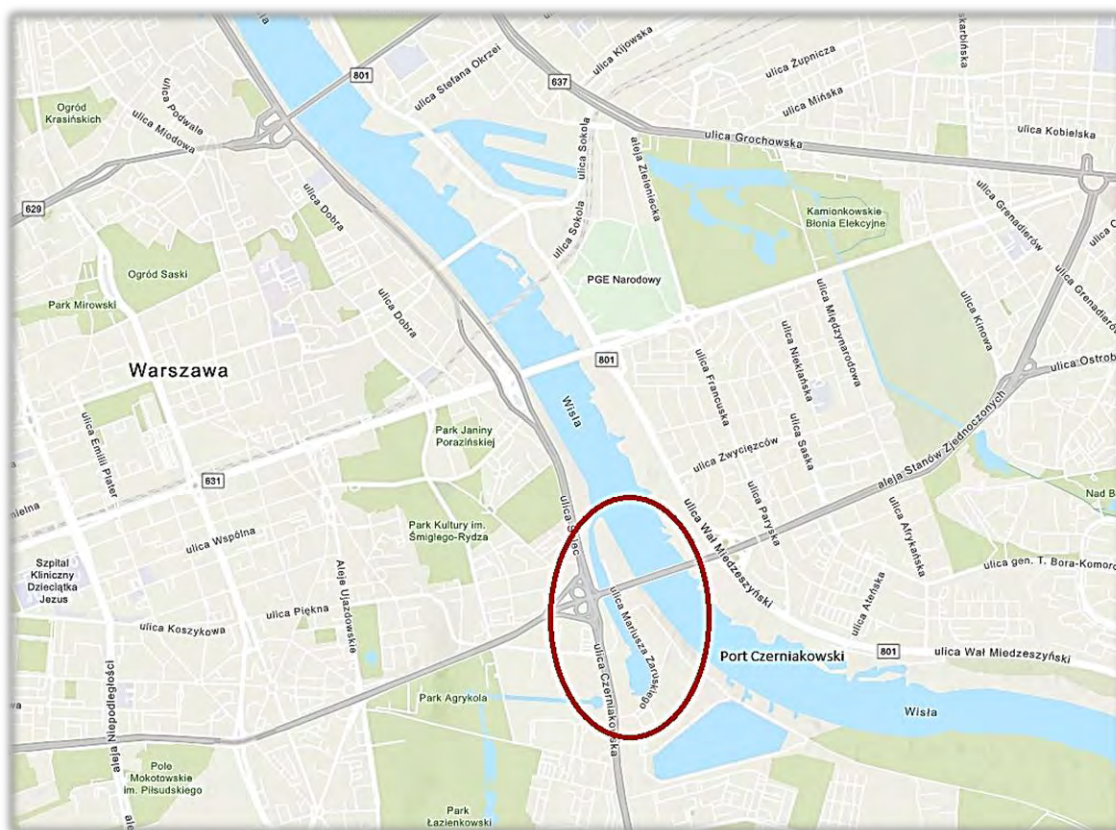 801
ulica Stefana Okrzei
ulica Kijowska
637
ulica Żupnicza
ulica Mińska
ulica Grochowska
ulica Kobielska
Ogród
Krasińskich
ulica Podwale
ulica Miodowa
ulica Sokola
ulica Sokola
aleja Zieleniecka
629
ulica Dobra
ulica Dobra
Kamionkowskie
Błonia Elekcyjne
ulica Grenadierów
ulica Grenadierów
Ogród Saski
Park Mirowski
PGE Narodowy
ulica Międzynarodowa
ulica Kinowa
801
Warszawa
Wisła
ulica Francuska
ulica Nieklańska
ulica Emilii Plater
Park Janiny
Porazińskiej
ulica Zwycięzców
ulica Saska
aleja Stanów Zjednoczonych
631
ulica Wspólna
Park Kultury im.
Śmigłego-Rydza
ulica Wał Miedzeszyński
ulica Paryska
ulica Afrykańska
Szpital
Kliniczny
Dzieciątka
Jezus
ulica Piękna
ulica Koszykowa
Aleje Ujazdowskie
ulica Mariusza Zaruskiego
ulica Ateńska
ulica Czerniakowska
Port Czerniakowski
801
ulica Wał Miedzeszyński
aleja Niepodległości
Park Agrykola
Wisła
Pole
Mokotowskie
im. Piłsudskiego
Park
Łazienkowski